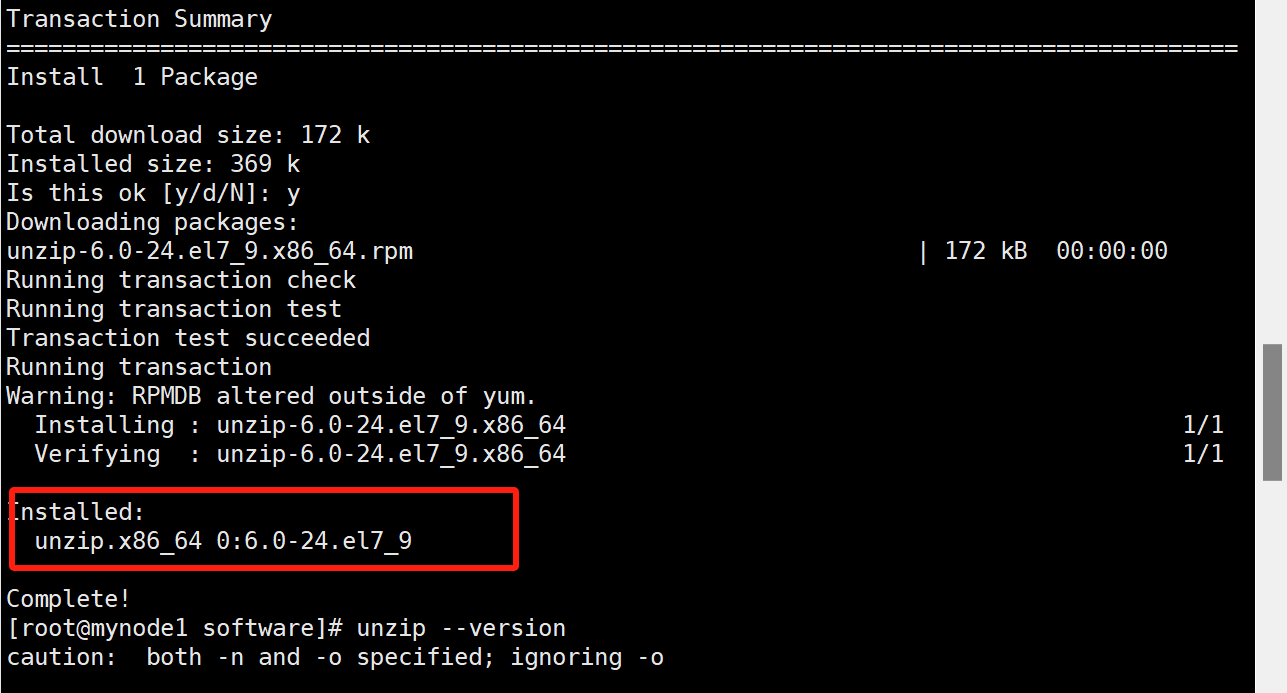 Transaction Summary
========================================================================================
Install  1 Package
Total download size: 172 k
Installed size: 369 k
Is this ok [y/d/N]: y
Downloading packages:
unzip-6.0-24.el7_9.x86_64.rpm                                    | 172 kB  00:00:00
Running transaction check
Running transaction test
Transaction test succeeded
Running transaction
Warning: RPMDB altered outside of yum.
  Installing : unzip-6.0-24.el7_9.x86_64                                            1/1
  Verifying  : unzip-6.0-24.el7_9.x86_64                                            1/1
Installed:
  unzip.x86_64 0:6.0-24.el7_9
Complete!
[root@mynode1 software]# unzip --version
caution:  both -n and -o specified; ignoring -o